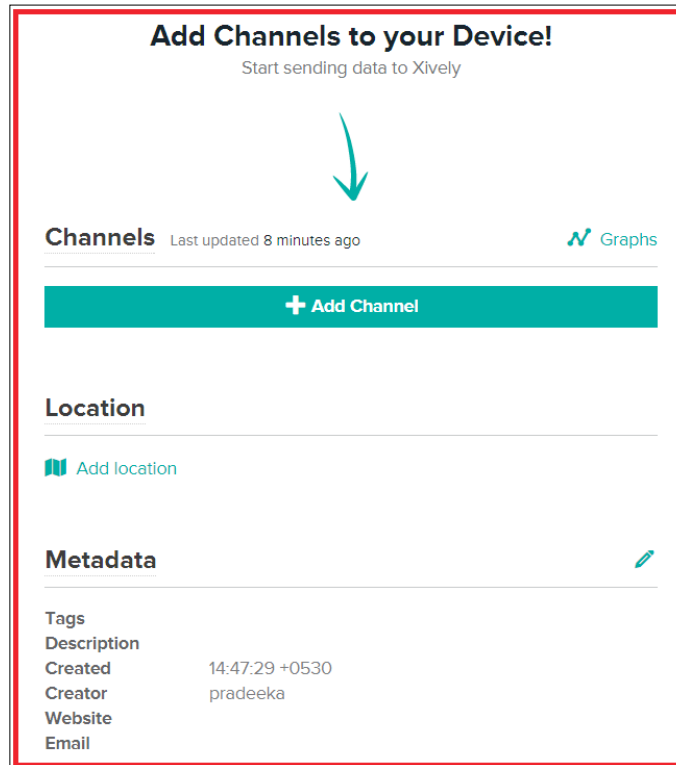 Add Channels to your Device!
Start sending data to Xively
Channels Last updated 8 minutes ago Graphs
Add Channel
Location
Add location
Metadata
Tags
Description
Created 14:47:29 +0530
Creator pradeeka
Website
Email